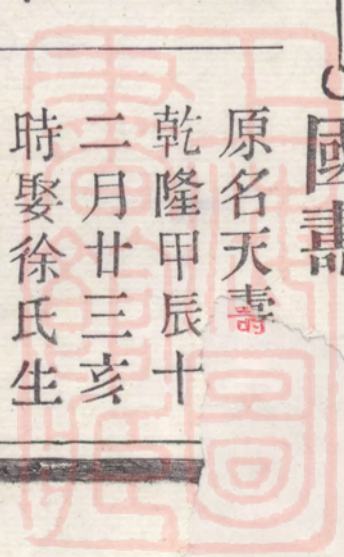 國壽
原名天壽
乾隆甲辰十
二月廿三亥
時娶徐氏生